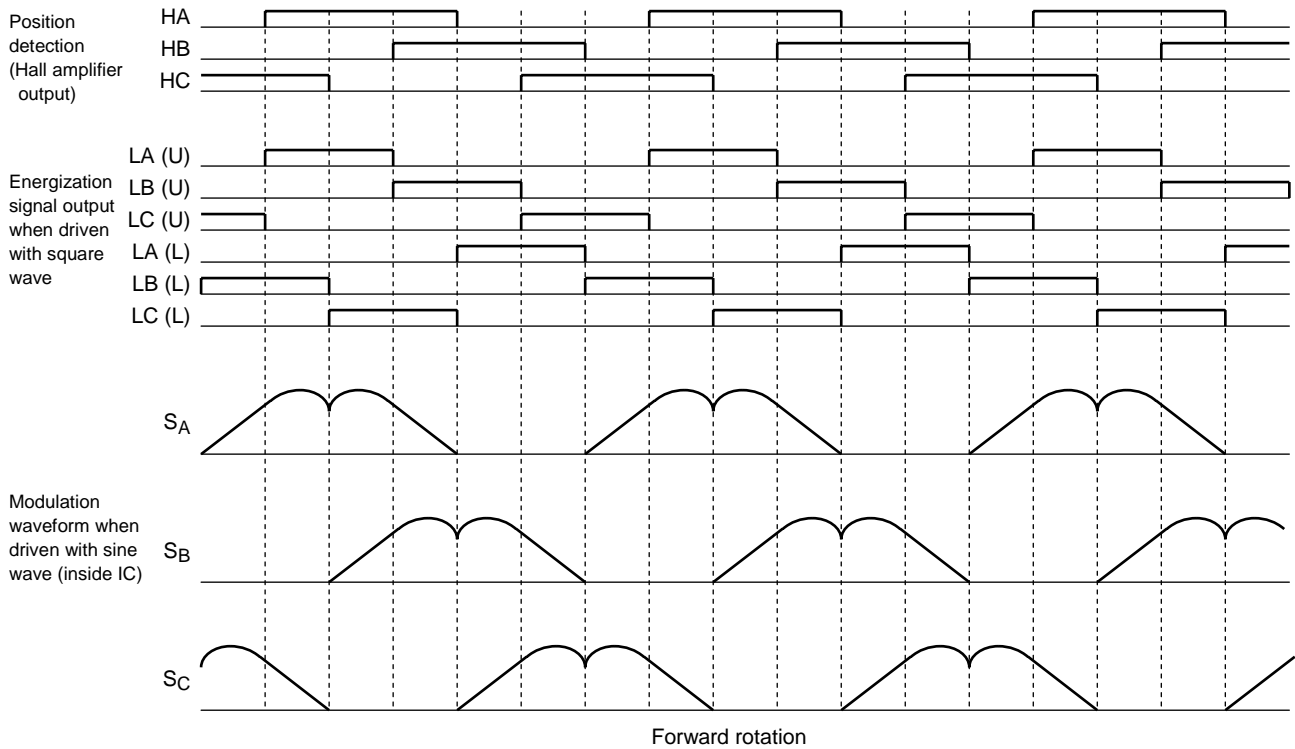 Position
detection
(Hall amplifier
output)
HA
HB
HC
Energization
signal output
when driven
with square
wave
LA (U)
LB (U)
LC (U)
LA (L)
LB (L)
LC (L)
Modulation
waveform when
driven with sine
wave (inside IC)
SA
SB
SC
Forward rotation